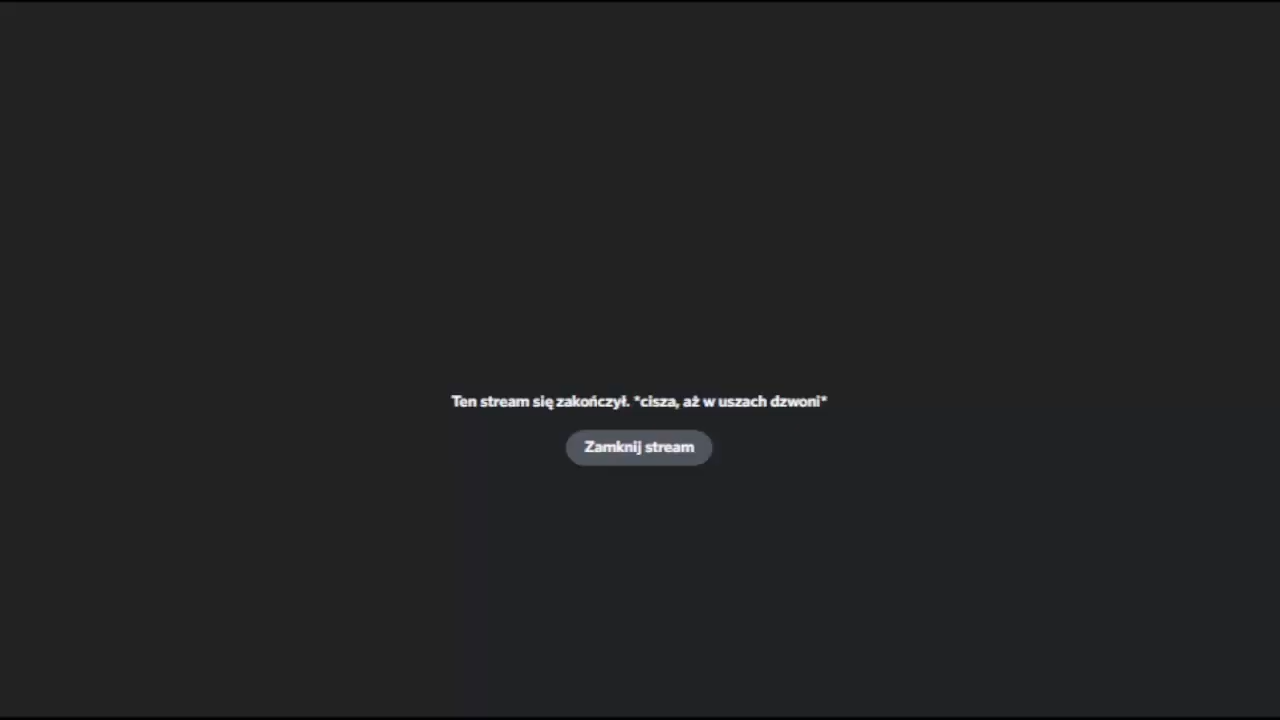 Ten stream się zakończył. *cisza, aż w uszach dzwoni*
Zamknij stream